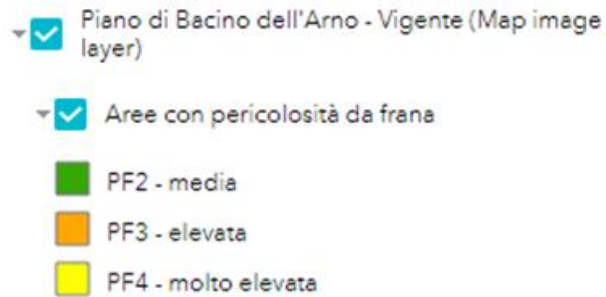 Piano di Bacino dell'Arno - Vigente (Map image
layer)
Aree con pericolosità da frana
PF2 - media
PF3 - elevata
PF4 - molto elevata